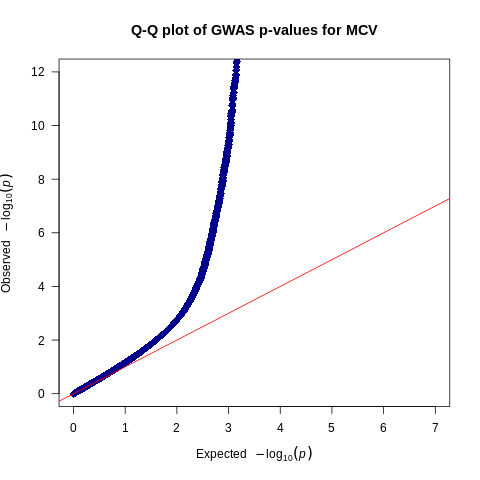 Q-Q plot of GWAS p-values for MCV
Observed −log10(p)
12
10
8
6
4
2
0
0 1 2 3 4 5 6 7
Expected −log10(p)